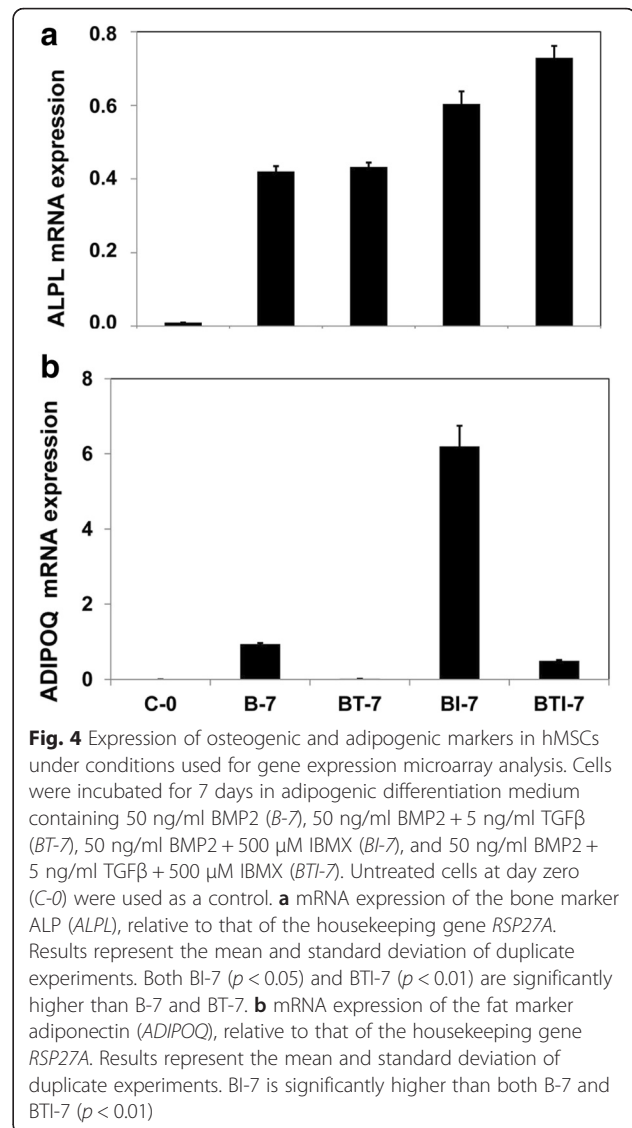 a
0.8
0.6
0.4
0.2
0.0
ALPL mRNA expression
b
8
6
4
2
0
ADIPOQ mRNA expression
C-0 B-7 BT-7 BI-7 BTI-7
Fig. 4 Expression of osteogenic and adipogenic markers in hMSCs
under conditions used for gene expression microarray analysis. Cells
were incubated for 7 days in adipogenic differentiation medium
containing 50 ng/ml BMP2 (B-7), 50 ng/ml BMP2 + 5 ng/ml TGFβ
(BT-7), 50 ng/ml BMP2 + 500 μM IBMX (BI-7), and 50 ng/ml BMP2 +
5 ng/ml TGFβ + 500 μM IBMX (BTI-7). Untreated cells at day zero
(C-0) were used as a control. a mRNA expression of the bone marker
ALP (ALPL), relative to that of the housekeeping gene RSP27A.
Results represent the mean and standard deviation of duplicate
experiments. Both BI-7 (p < 0.05) and BTI-7 (p < 0.01) are significantly
higher than B-7 and BT-7. b mRNA expression of the fat marker
adiponectin (ADIPOQ), relative to that of the housekeeping gene
RSP27A. Results represent the mean and standard deviation of
duplicate experiments. BI-7 is significantly higher than both B-7 and
BTI-7 (p < 0.01)